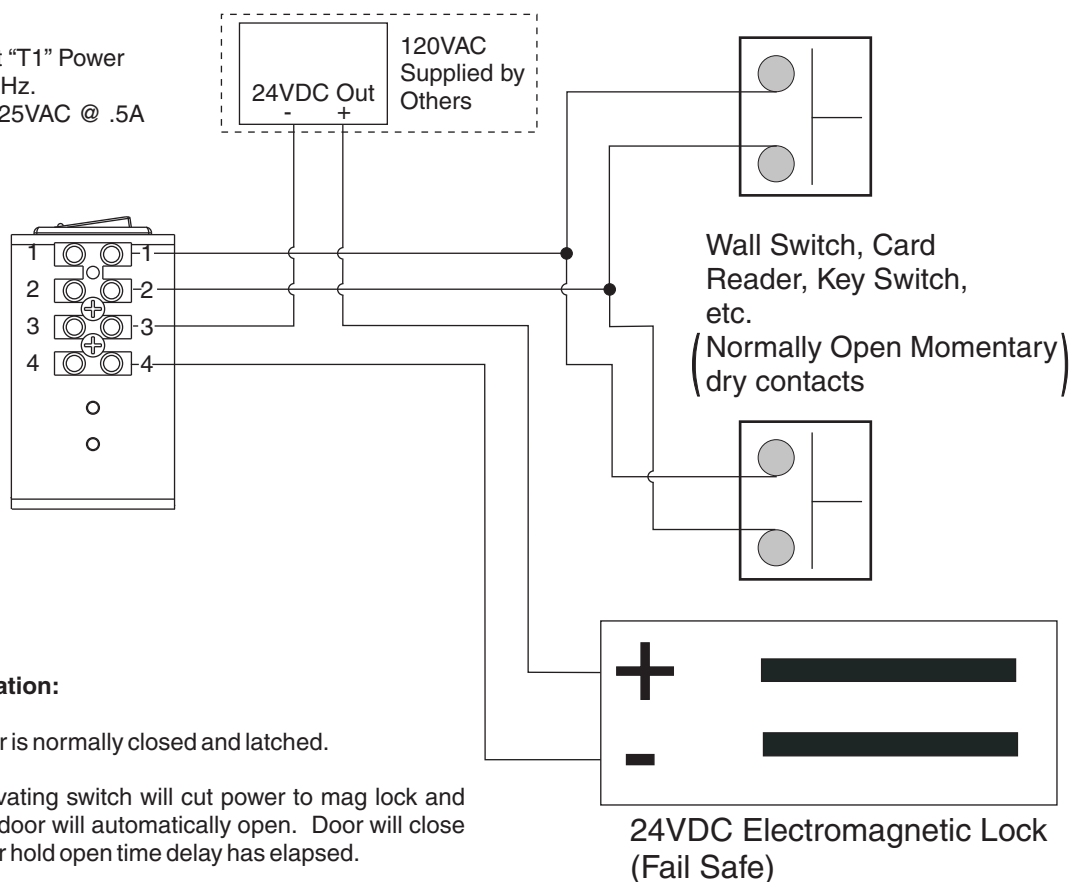 t “T1” Power
Hz.
25VAC @ .5A
24VDC Out
- +
120VAC
Supplied by
Others
1 1
2 2
3 3
4 4
Wall Switch, Card
Reader, Key Switch,
etc.
(Normally Open Momentary)
dry contacts
+
-
24VDC Electromagnetic Lock
(Fail Safe)
ation:
r is normally closed and latched.
vating switch will cut power to mag lock and
door will automatically open. Door will close
r hold open time delay has elapsed.